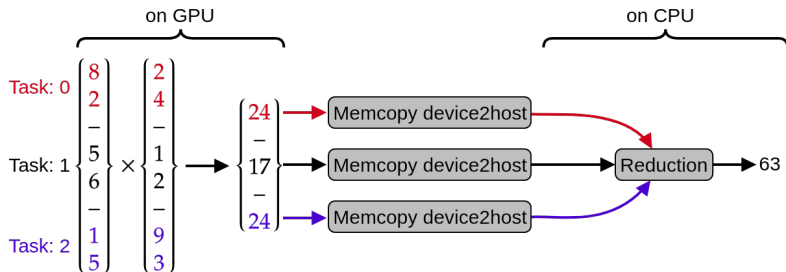 on GPU
on CPU
Task: 0
8
2
–
5
6
–
1
5
×
2
4
–
1
2
–
9
3
24
–
17
–
24
Memcopy device2host
Memcopy device2host
Memcopy device2host
Reduction
63
Task: 1
Task: 2